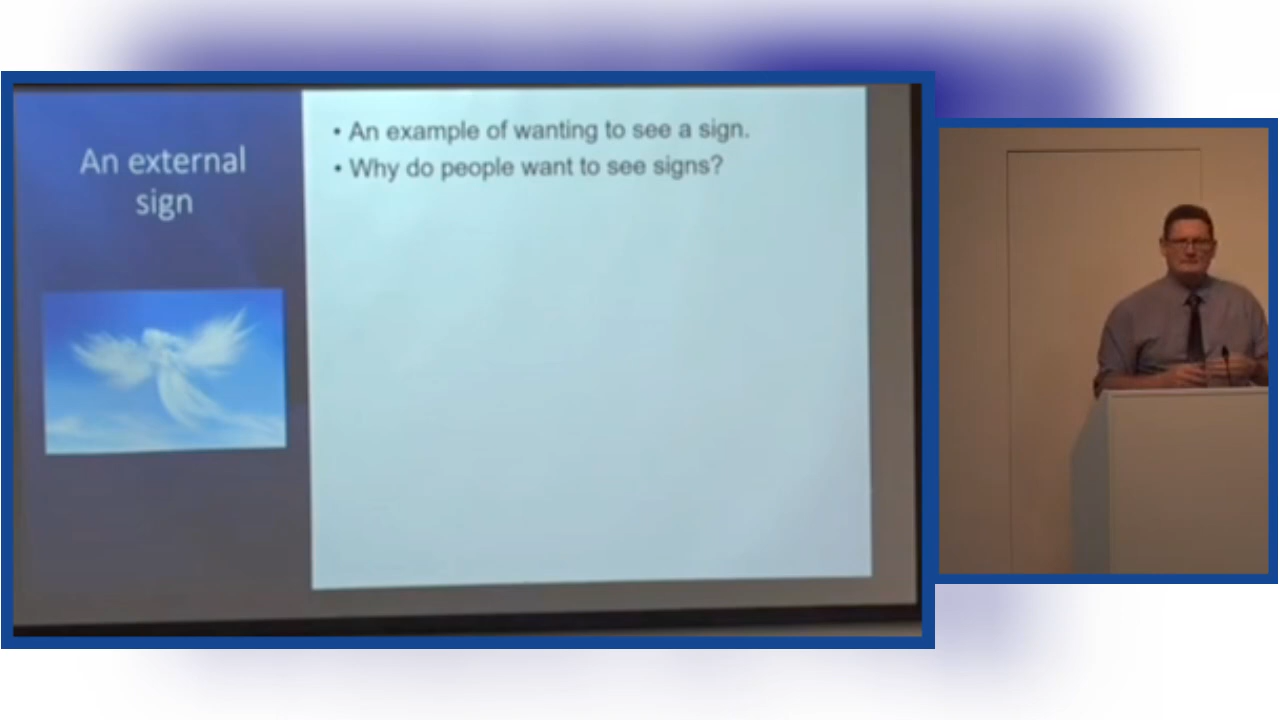 An external
sign
• An example of wanting to see a sign.
• Why do people want to see signs?